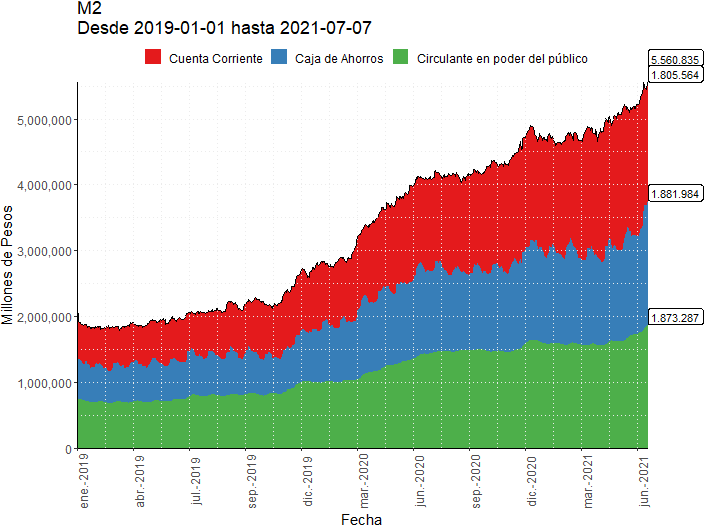 M2
Desde 2019-01-01 hasta 2021-07-07
Cuenta Corriente Caja de Ahorros Circulante en poder del público
5.560.835
1.805.564
1.881.984
1.873.287
5,000,000
4,000,000
3,000,000
2,000,000
1,000,000
0
Millones de Pesos
ene.-2019
abr.-2019
jul.-2019
sep.-2019
dic.-2019
mar.-2020
jun.-2020
sep.-2020
dic.-2020
mar.-2021
jun.-2021
Fecha